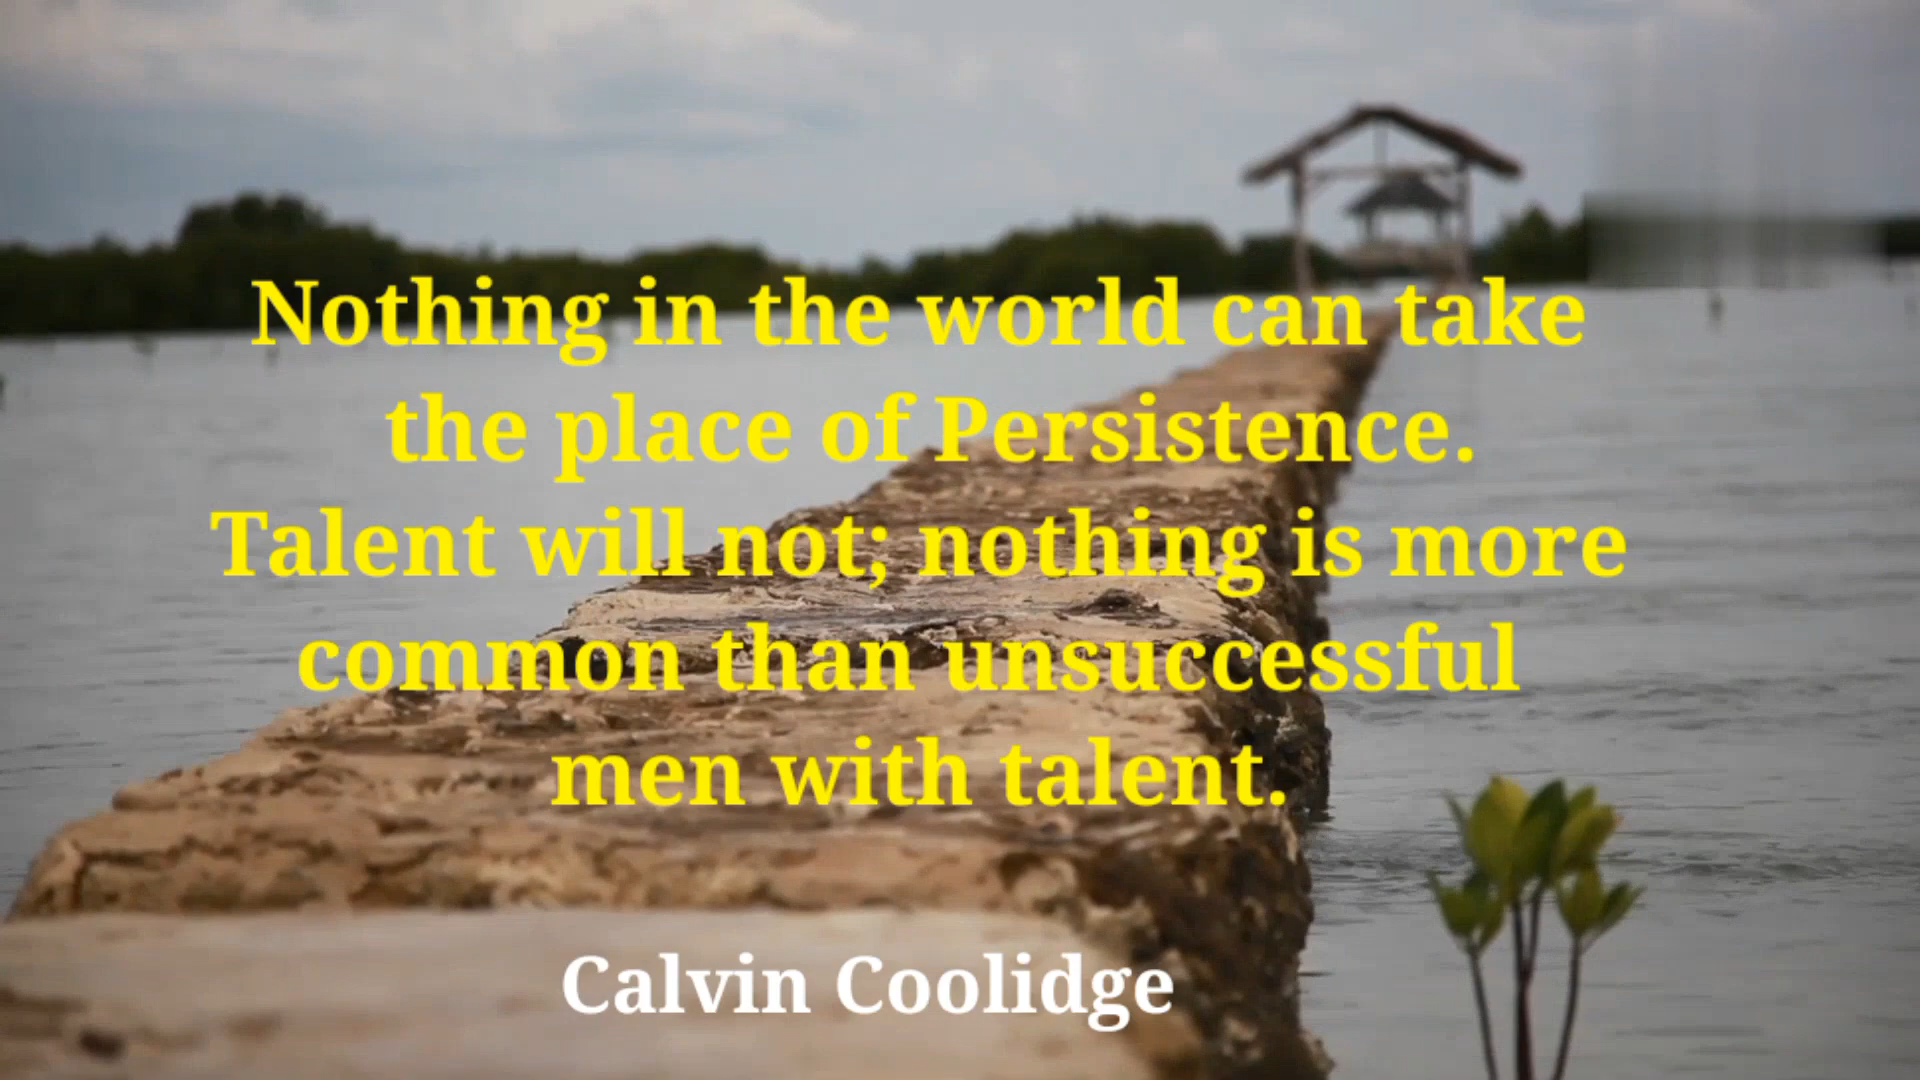 Nothing in the world can take
the place of Persistence.
Talent will not; nothing is more
common than unsuccessful
men with talent.
Calvin Coolidge